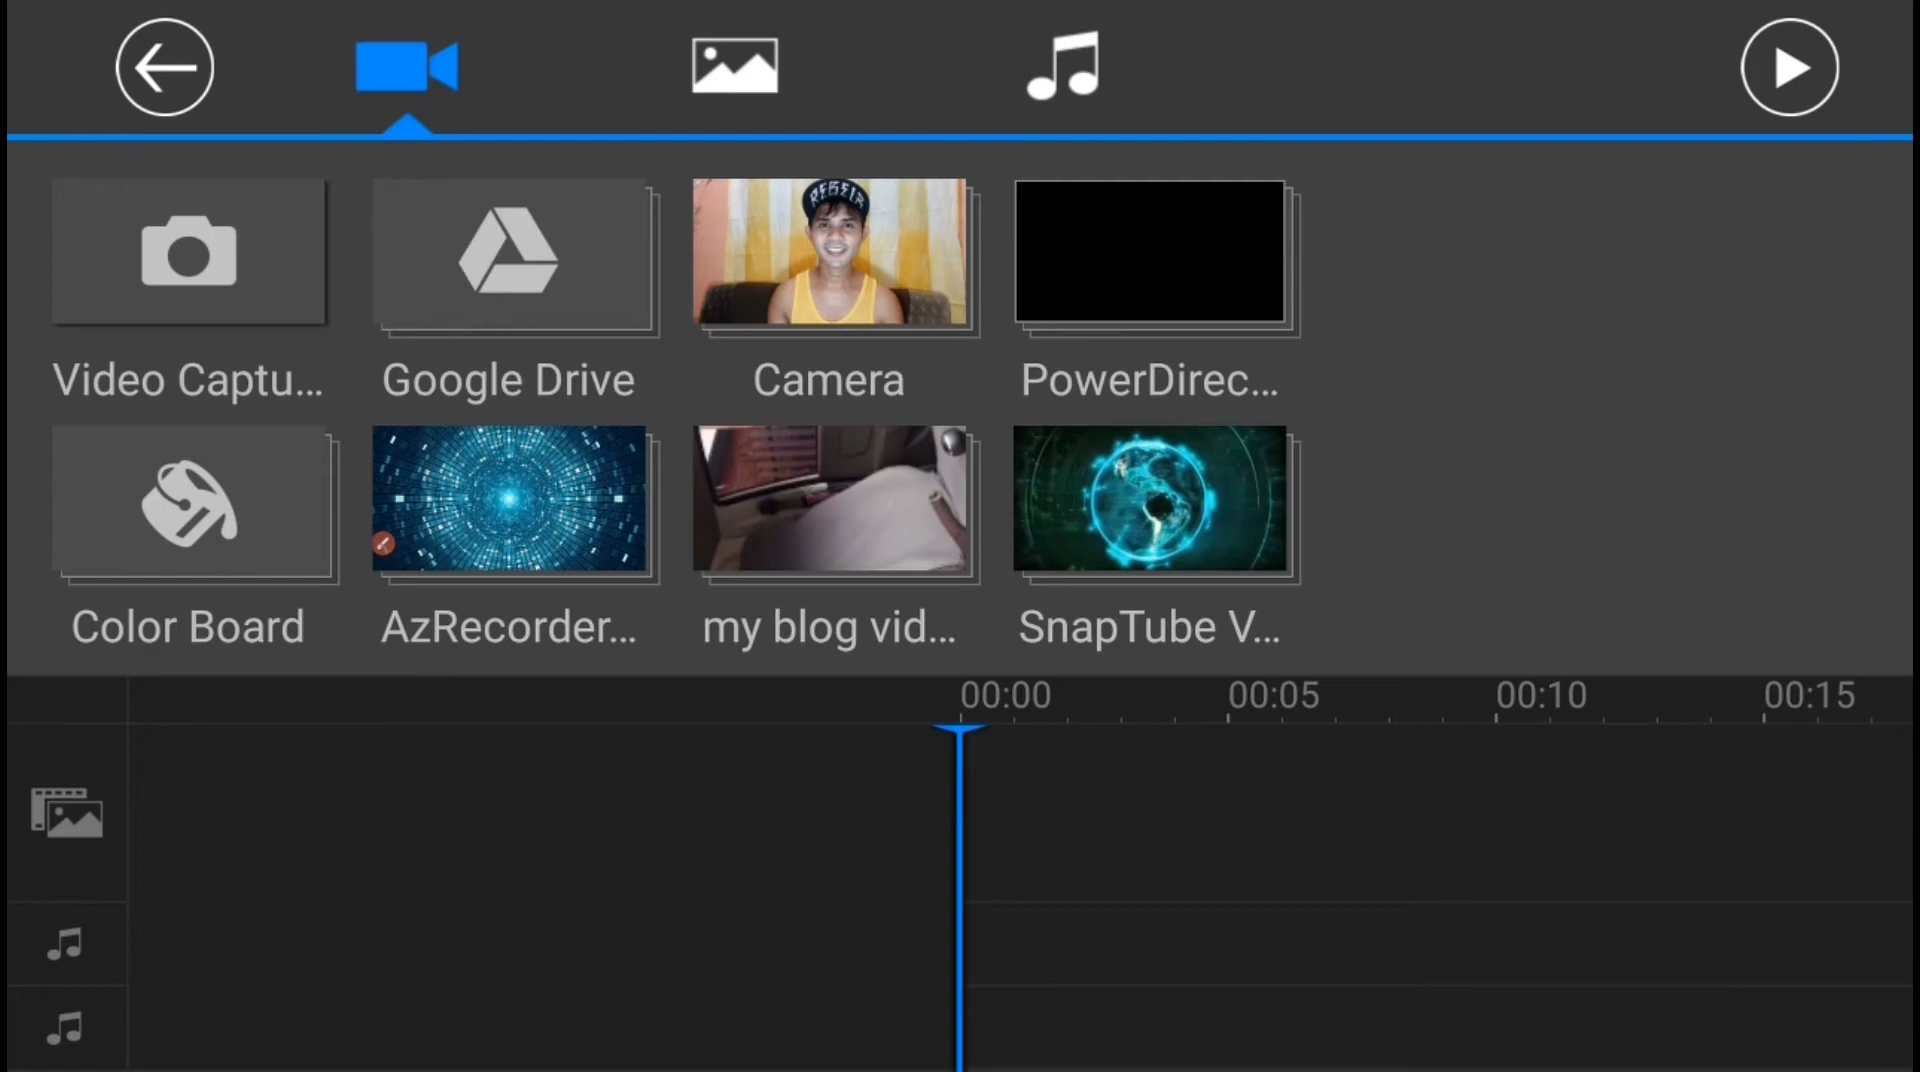 Video Captu...
Google Drive
Camera
PowerDirec...
Color Board
AzRecorder...
my blog vid...
SnapTube V...
00:00
00:05
00:10
00:15